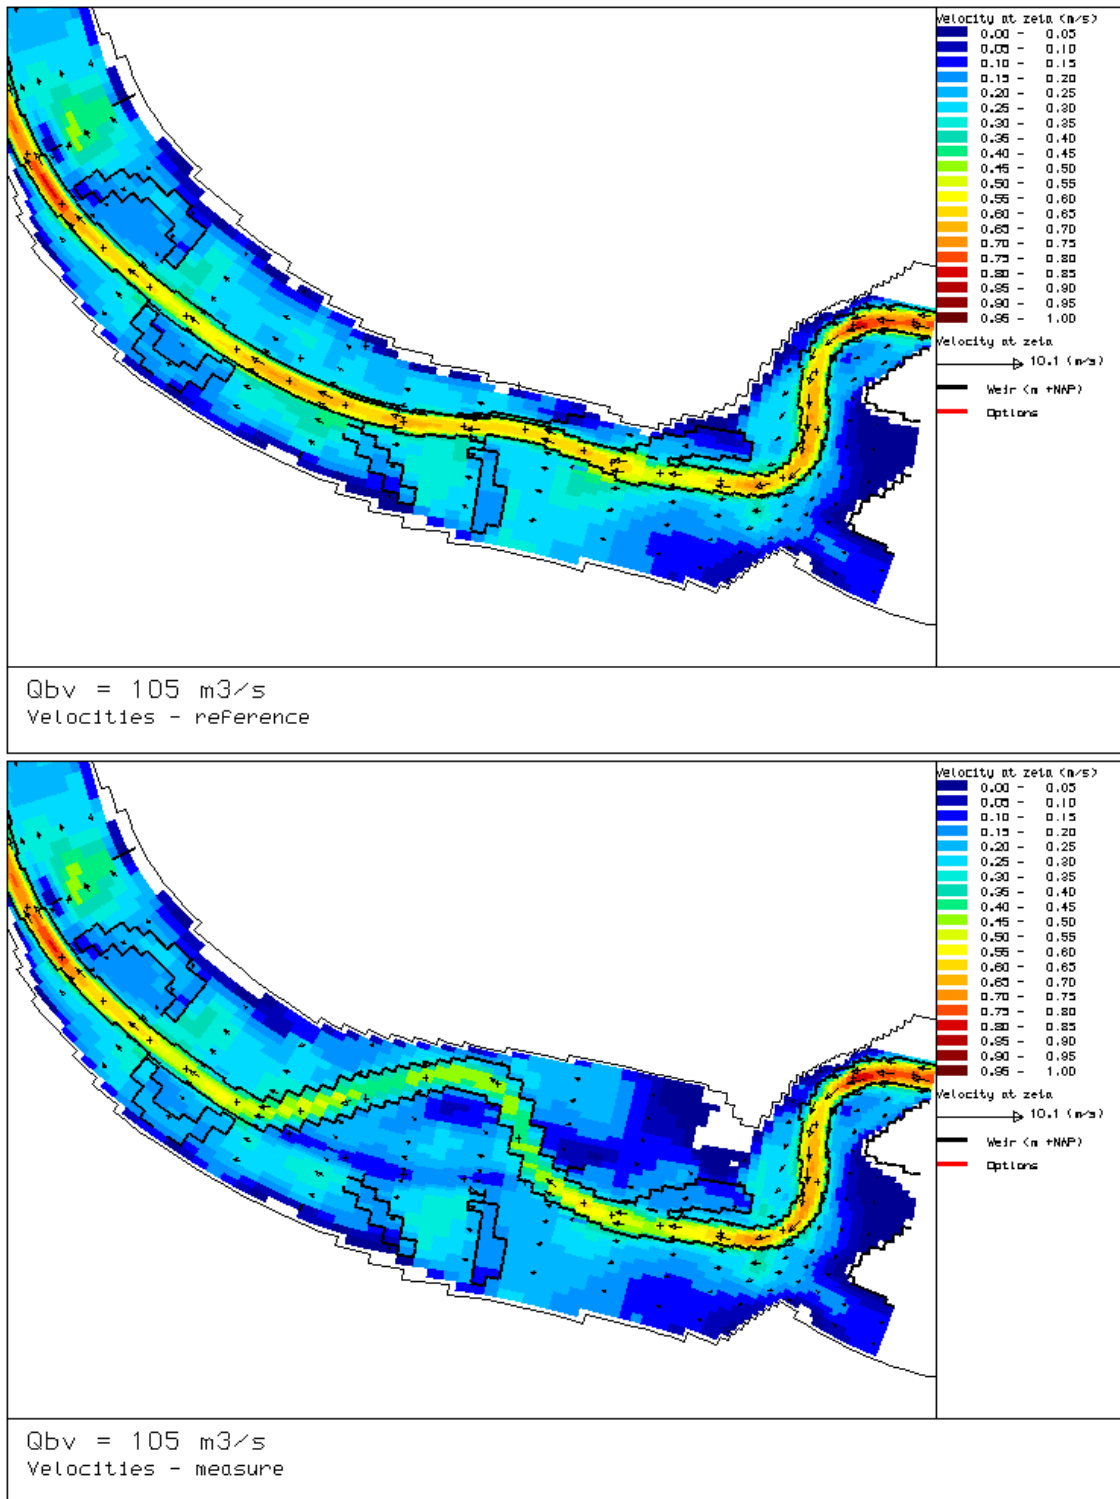 Velocity at zeta (m/s)
0.00 - 0.05
0.05 - 0.10
0.10 - 0.15
0.15 - 0.20
0.20 - 0.25
0.25 - 0.30
0.30 - 0.35
0.35 - 0.40
0.40 - 0.45
0.45 - 0.50
0.50 - 0.55
0.55 - 0.60
0.60 - 0.65
0.65 - 0.70
0.70 - 0.75
0.75 - 0.80
0.80 - 0.85
0.85 - 0.90
0.90 - 0.95
0.95 - 1.00
Velocity at zeta
10.1 (m/s)
Weir (m +NAP)
Options
Qbv = 105 m3/s
Velocities - reference
Velocity at zeta (m/s)
0.00 - 0.05
0.05 - 0.10
0.10 - 0.15
0.15 - 0.20
0.20 - 0.25
0.25 - 0.30
0.30 - 0.35
0.35 - 0.40
0.40 - 0.45
0.45 - 0.50
0.50 - 0.55
0.55 - 0.60
0.60 - 0.65
0.65 - 0.70
0.70 - 0.75
0.75 - 0.80
0.80 - 0.85
0.85 - 0.90
0.90 - 0.95
0.95 - 1.00
Velocity at zeta
10.1 (m/s)
Weir (m +NAP)
Options
Qbv = 105 m3/s
Velocities - measure